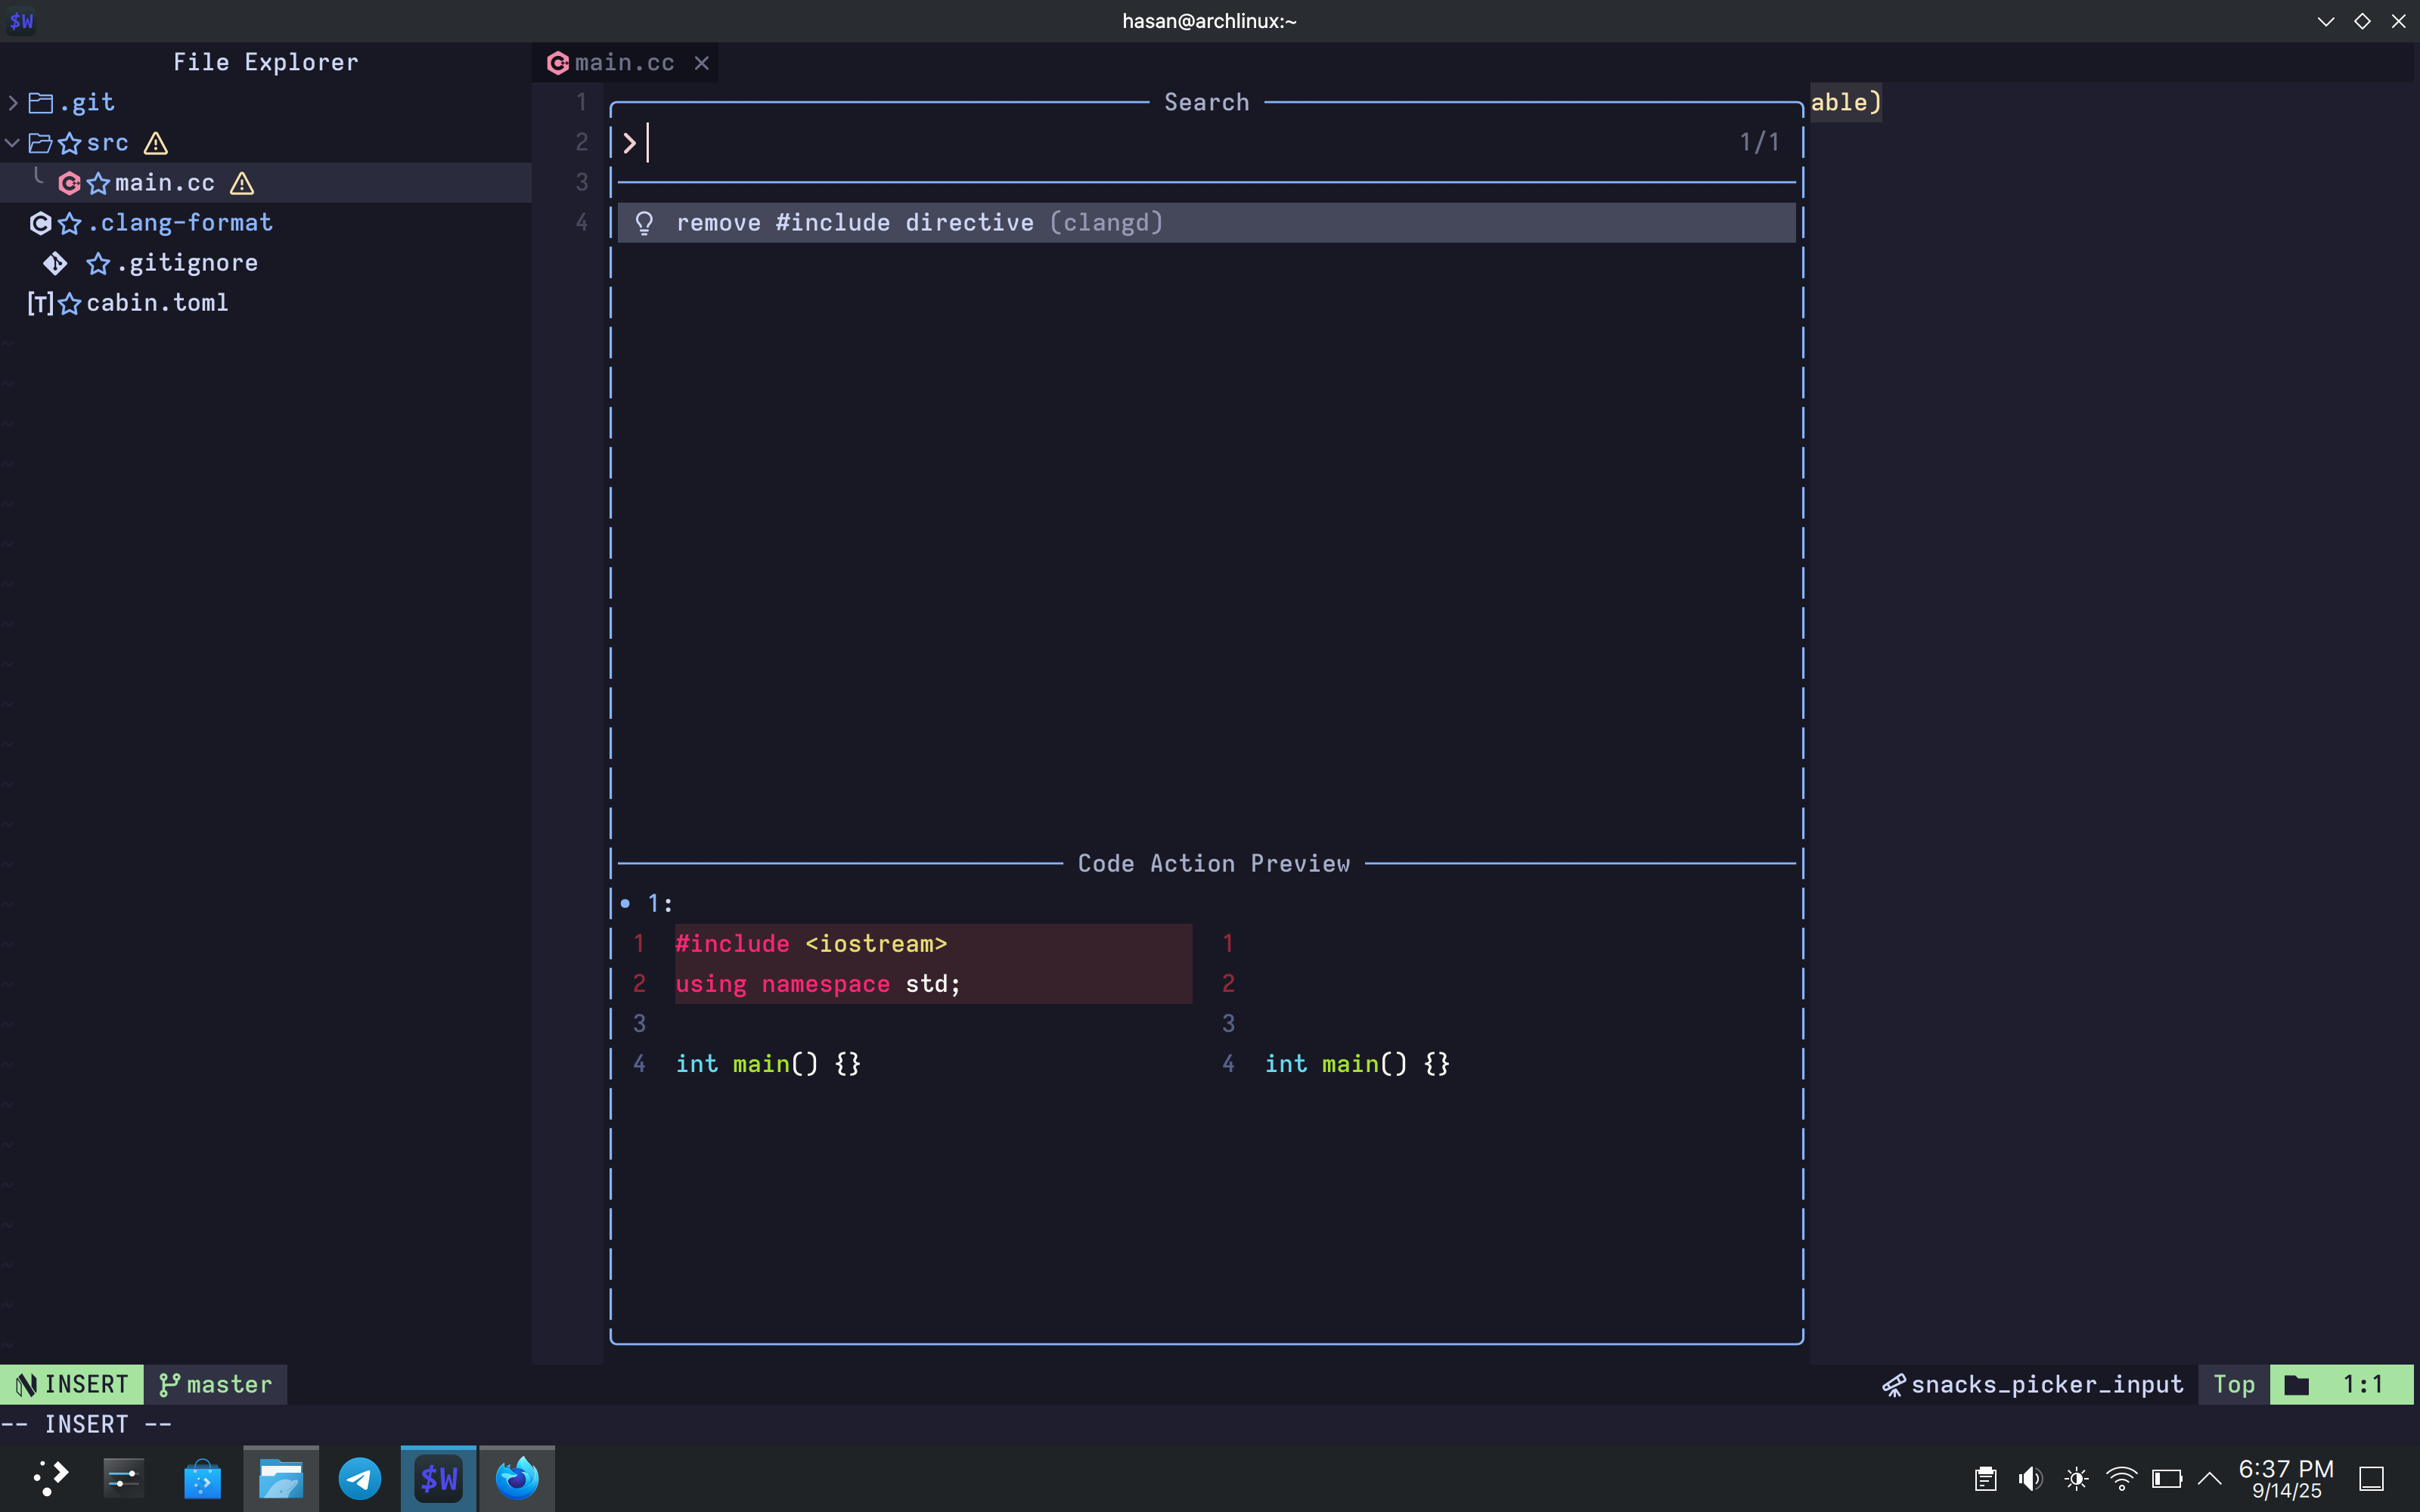 $W hasan@archlinux:~
File Explorer
.git
src
main.cc
.clang-format
.gitignore
[T] cabin.toml
main.cc
1 able)
2
3
4
Search
> 1/1
remove #include directive (clangd)
Code Action Preview
• 1:
1 #include <iostream> 1
2 using namespace std; 2
3 3
4 int main() {} 4 int main() {}
INSERT master snacks_picker_input Top 1:1
-- INSERT --
$W 6:37 PM
9/14/25